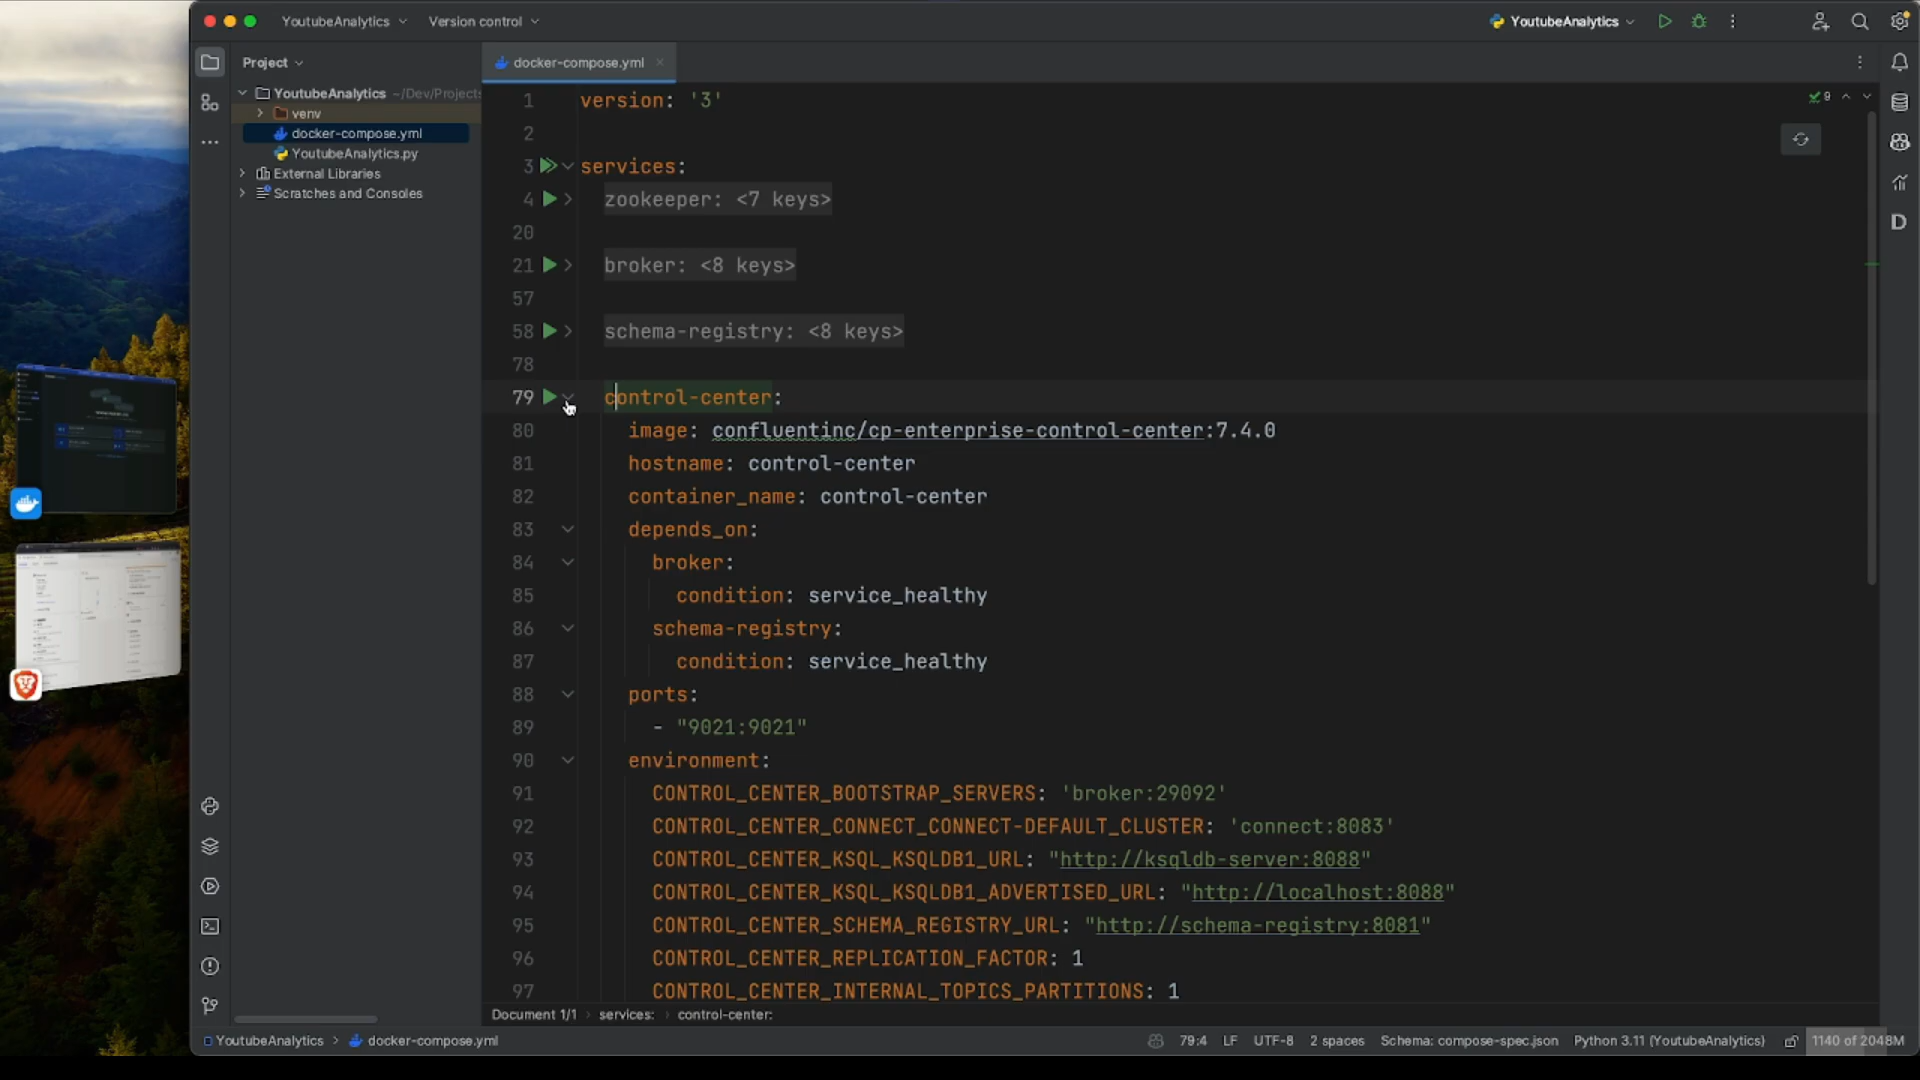 YoutubeAnalytics
Version control
YoutubeAnalytics
Project
docker-compose.yml
YoutubeAnalytics ~/Dev/Projects
venv
docker-compose.yml
YoutubeAnalytics.py
External Libraries
Scratches and Consoles
9
1 version: '3'
2
3 services:
4 zookeeper: <7 keys>
20
21 broker: <8 keys>
57
58 schema-registry: <8 keys>
78
79 control-center:
80 image: confluentinc/cp-enterprise-control-center:7.4.0
81 hostname: control-center
82 container_name: control-center
83 depends_on:
84 broker:
85 condition: service_healthy
86 schema-registry:
87 condition: service_healthy
88 ports:
89 - "9021:9021"
90 environment:
91 CONTROL_CENTER_BOOTSTRAP_SERVERS: 'broker:29092'
92 CONTROL_CENTER_CONNECT_CONNECT-DEFAULT_CLUSTER: 'connect:8083'
93 CONTROL_CENTER_KSQL_KSQLDB1_URL: "http://ksqldb-server:8088"
94 CONTROL_CENTER_KSQL_KSQLDB1_ADVERTISED_URL: "http://localhost:8088"
95 CONTROL_CENTER_SCHEMA_REGISTRY_URL: "http://schema-registry:8081"
96 CONTROL_CENTER_REPLICATION_FACTOR: 1
97 CONTROL_CENTER_INTERNAL_TOPICS_PARTITIONS: 1
Document 1/1 services: control-center:
YoutubeAnalytics docker-compose.yml
79:4 LF UTF-8 2 spaces Schema: compose-spec.json Python 3.11 (YoutubeAnalytics) 1140 of 2048M
D